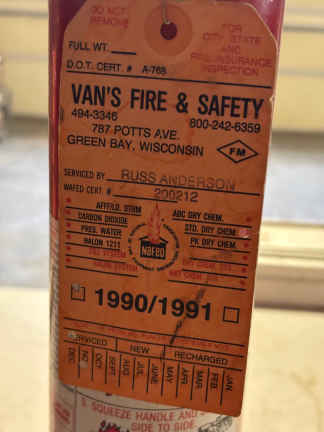 DO NOT REMOVE
FOR CITY, STATE AND INSURANCE INSPECTION
FULL WT.
D.O.T. CERT. # A-768
VAN'S FIRE & SAFETY
494-3346 800-242-6359
787 POTTS AVE.
GREEN BAY, WISCONSIN
FM
SERVICED BY RUSS ANDERSON
WAFED CERT. # 200212
AFFF/LO. STRM ABC DRY CHEM.
CARBON DIOXIDE STD. DRY CHEM.
PRES. WATER PK DRY CHEM.
HALON 1211
NAFED
SYSTEM
SYSTEM
1990/1991
SERVICED NEW RECHARGED
DEC. OCT. SEPT. AUG. JULY JUNE MAY APR. MAR. FEB. JAN.
SQUEEZE HANDLE AND
SIDE TO SIDE